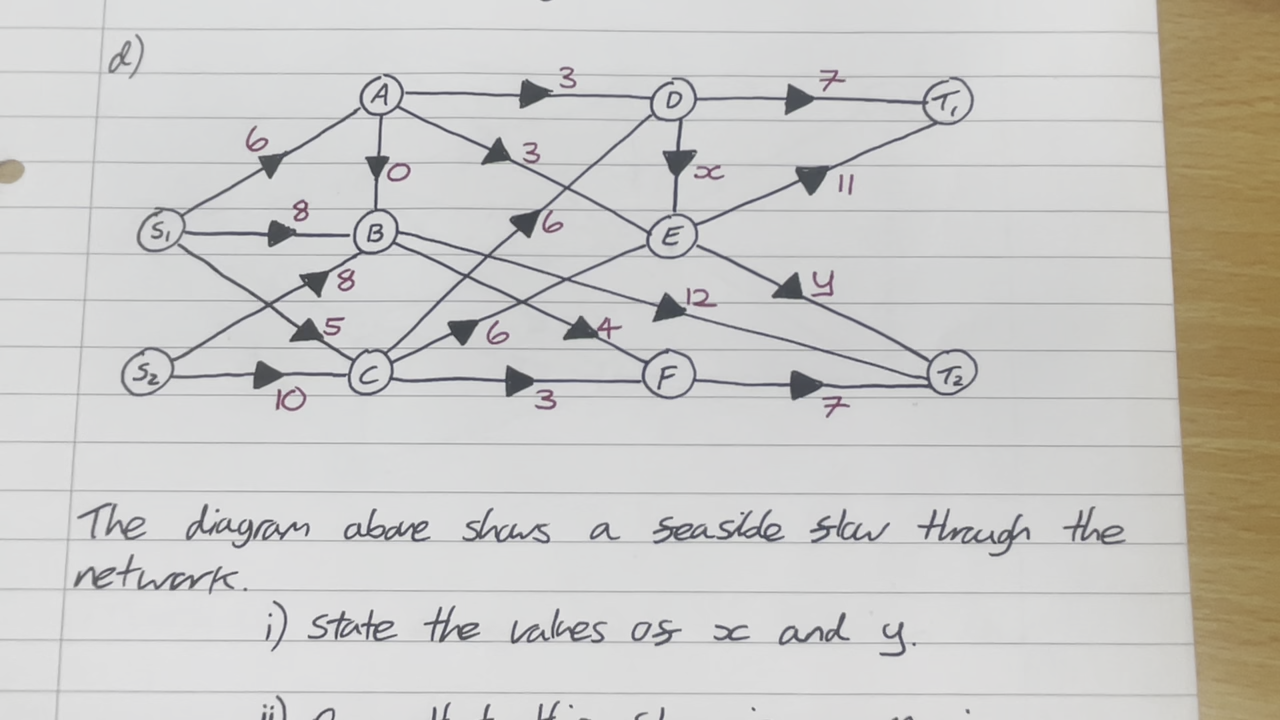 d)
A 3 D 7 T₁
6 3 x 11
0
S₁ 8 B 6 E
8 12 y
5 6 4
S₂ 10 C 3 F 7 T₂
The diagram above shows a seaside slow through the
network.
i) state the values of x and y.
ii)